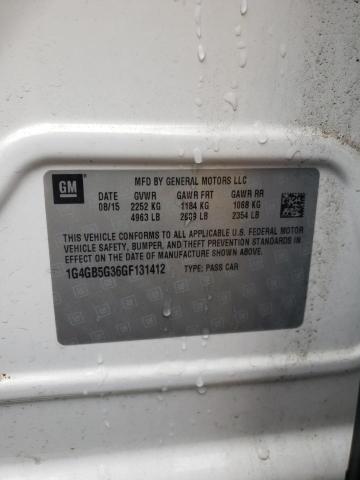 GM
MFD BY GENERAL MOTORS LLC
DATE GVWR GAWR FRT GAWR RR
08/15 2252 KG 1184 KG 1068 KG
4963 LB 2609 LB 2354 LB
THIS VEHICLE CONFORMS TO ALL APPLICABLE U.S. FEDERAL MOTOR
VEHICLE SAFETY, BUMPER, AND THEFT PREVENTION STANDARDS IN
EFFECT ON THE DATE OF MANUFACTURE SHOWN ABOVE.
1G4GB5G36GF131412 TYPE: PASS CAR